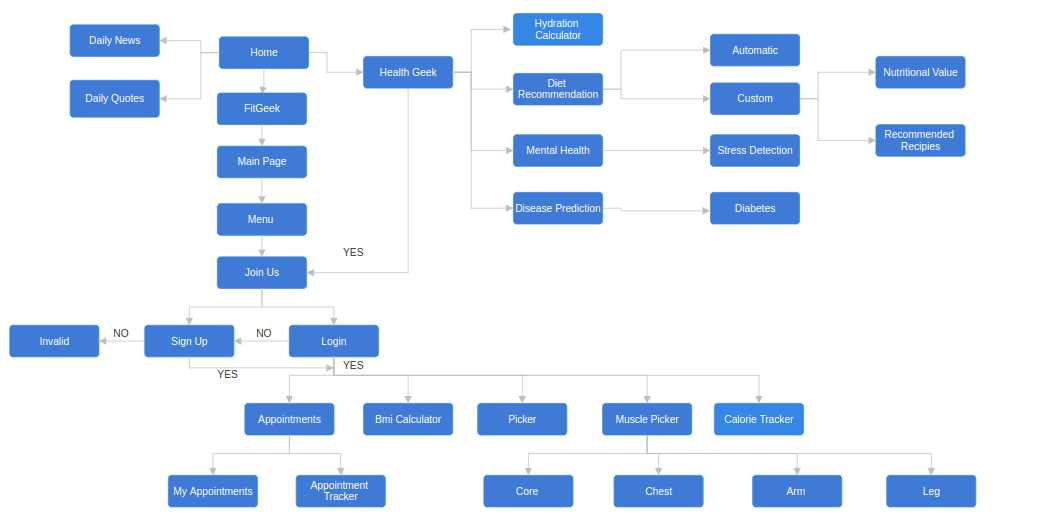 Hydration
Calculator
Daily News
Home
Automatic
Health Geek
Nutritional Value
Diet
Recommendation
Daily Quotes
FitGeek
Custom
Recommended
Recipies
Main Page
Mental Health
Stress Detection
Menu
Disease Prediction
Diabetes
YES
Join Us
NO
NO
Invalid
Sign Up
Login
YES
YES
Appointments
Bmi Calculator
Picker
Muscle Picker
Calorie Tracker
My Appointments
Appointment
Tracker
Core
Chest
Arm
Leg